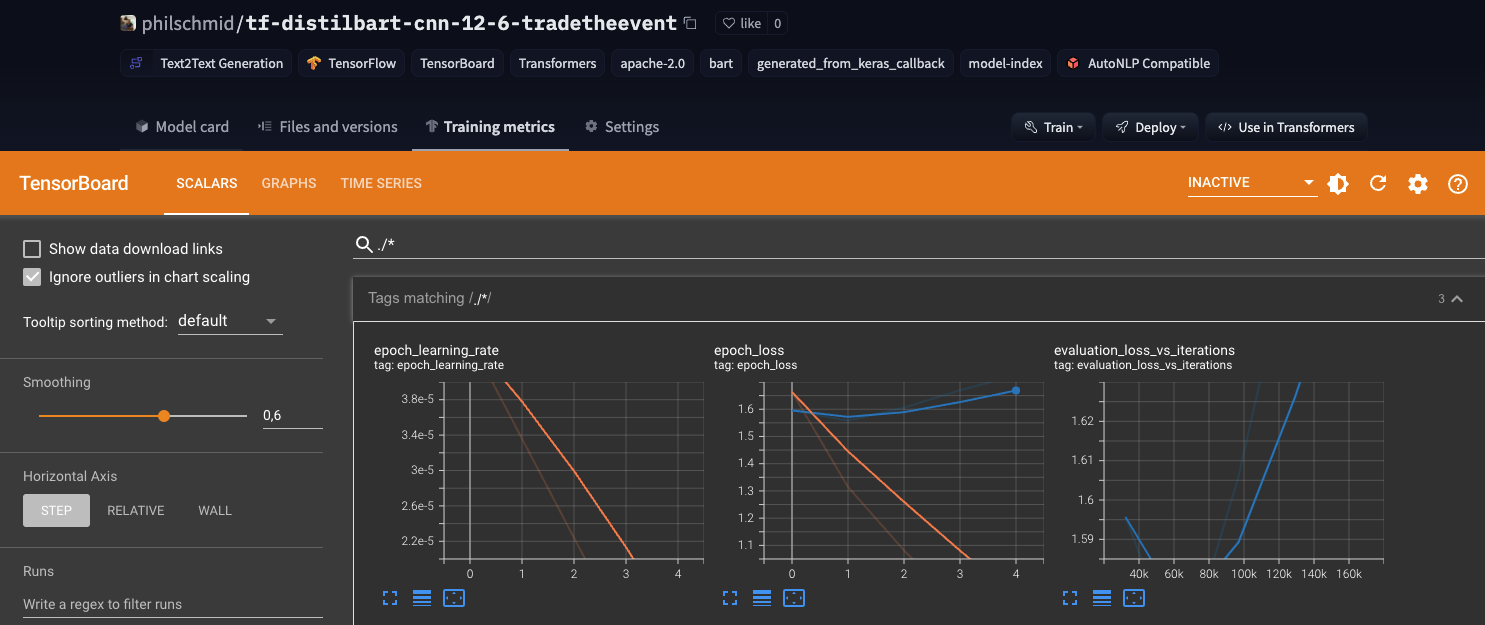 philschmid/tf-distilbart-cnn-12-6-tradetheevent like 0
Text2Text Generation TensorFlow TensorBoard Transformers apache-2.0 bart generated_from_keras_callback model-index AutoNLP Compatible
Model card Files and versions Training metrics Settings Train Deploy </> Use in Transformers
TensorBoard SCALARS GRAPHS TIME SERIES INACTIVE
Show data download links
Ignore outliers in chart scaling
Tooltip sorting method: default
Smoothing
0,6
Horizontal Axis
STEP RELATIVE WALL
Runs
Write a regex to filter runs
./*
Tags matching /./*/ 3
epoch_learning_rate
tag: epoch_learning_rate
3.8e-5
3.4e-5
3e-5
2.6e-5
2.2e-5
0 1 2 3 4
epoch_loss
tag: epoch_loss
1.6
1.5
1.4
1.3
1.2
1.1
0 1 2 3 4
evaluation_loss_vs_iterations
tag: evaluation_loss_vs_iterations
1.62
1.61
1.6
1.59
40k 60k 80k 100k 120k 140k 160k